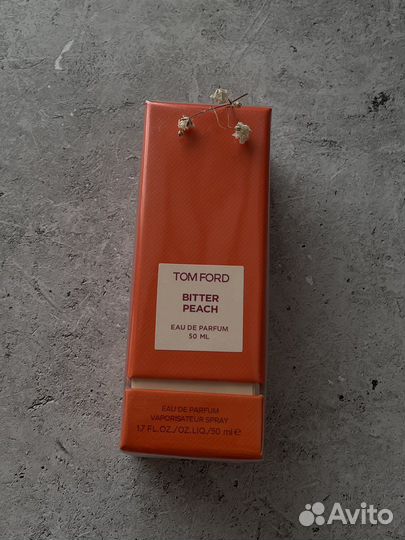 TOM FORD
BITTER
PEACH
EAU DE PARFUM
50 ML
EAU DE PARFUM
VAPORISATEUR SPRAY
1.7 FL.OZ./OZ.LIQ./50 ml e
Avito